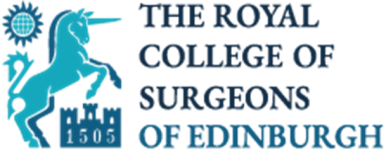 THE ROYAL
COLLEGE OF
SURGEONS
OF EDINBURGH
1505